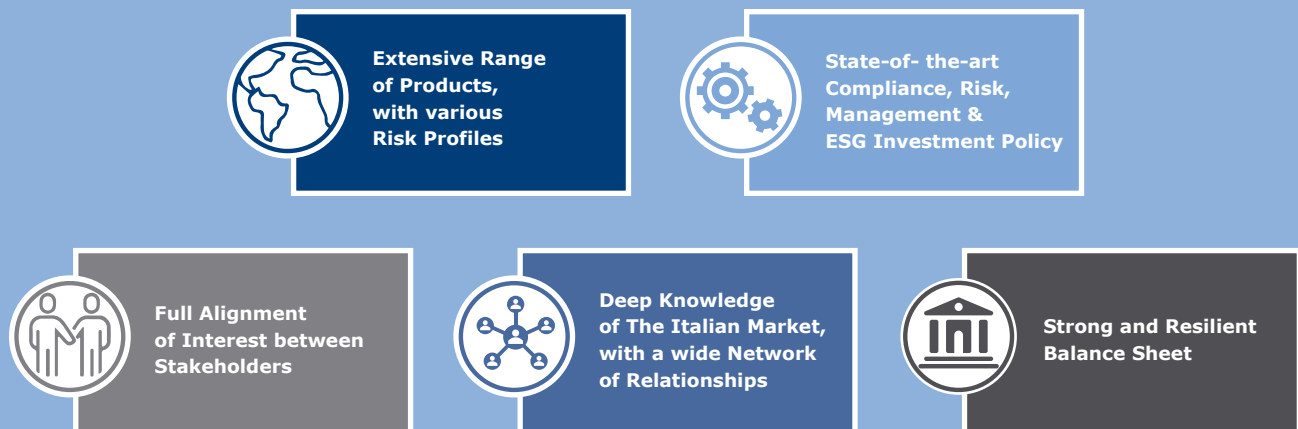 Extensive Range
of Products,
with various
Risk Profiles
State-of- the-art
Compliance, Risk,
Management &
ESG Investment Policy
Full Alignment
of Interest between
Stakeholders
Deep Knowledge
of The Italian Market,
with a wide Network
of Relationships
Strong and Resilient
Balance Sheet